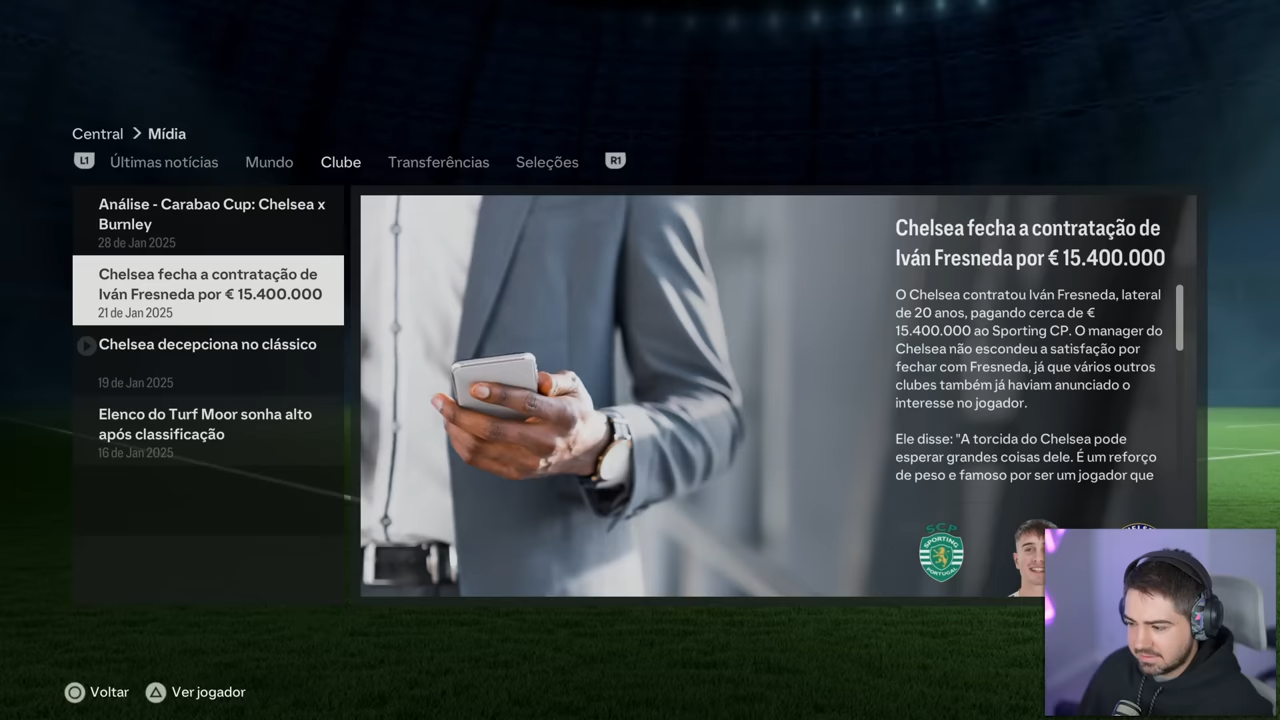 Central > Mídia
L1 Últimas notícias Mundo Clube Transferências Seleções R1
Análise - Carabao Cup: Chelsea x
Burnley
28 de Jan 2025
Chelsea fecha a contratação de
Iván Fresneda por € 15.400.000
21 de Jan 2025
Chelsea decepciona no clássico
19 de Jan 2025
Elenco do Turf Moor sonha alto
após classificação
16 de Jan 2025
Chelsea fecha a contratação de
Iván Fresneda por € 15.400.000
O Chelsea contratou Iván Fresneda, lateral
de 20 anos, pagando cerca de €
15.400.000 ao Sporting CP. O manager do
Chelsea não escondeu a satisfação por
fechar com Fresneda, já que vários outros
clubes também já haviam anunciado o
interesse no jogador.
Ele disse: "A torcida do Chelsea pode
esperar grandes coisas dele. É um reforço
de peso e famoso por ser um jogador que
SCP
SPORTING
PORTUGAL
Voltar Ver jogador